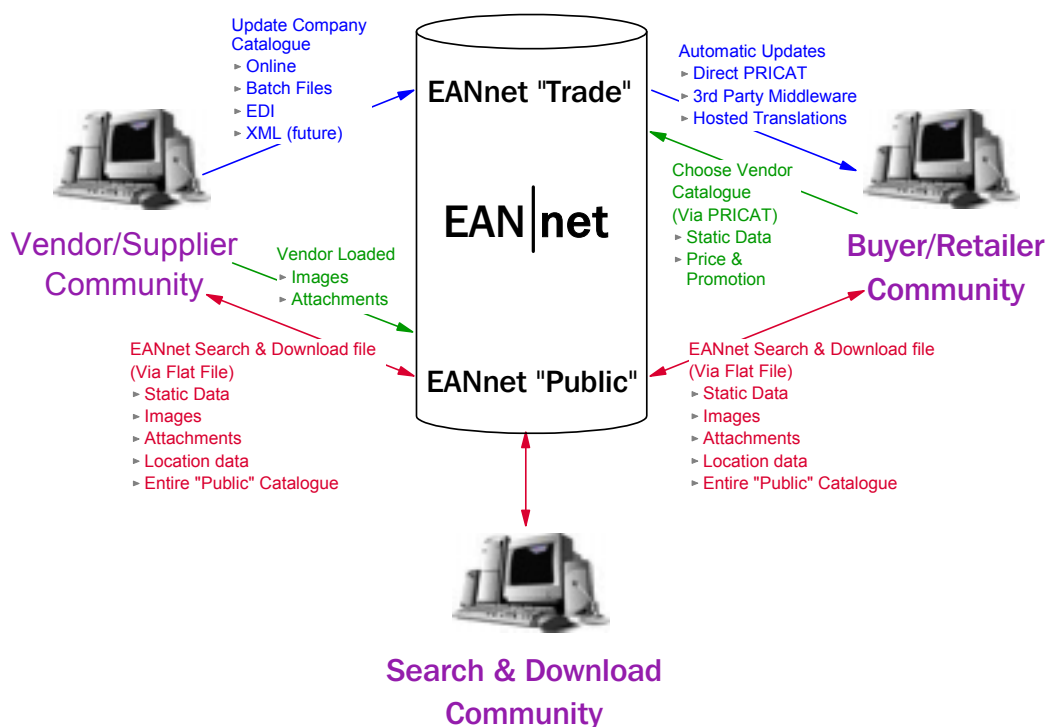 Update Company
Catalogue
Online
Batch Files
EDI
XML (future)
EANnet "Trade"
Automatic Updates
Direct PRICAT
3rd Party Middleware
Hosted Translations
Choose Vendor
Catalogue
(Via PRICAT)
Static Data
Price &
Promotion
EAN|net
Vendor/Supplier
Community
Buyer/Retailer
Community
Vendor Loaded
Images
Attachments
EANnet Search & Download file
(Via Flat File)
Static Data
Images
Attachments
Location data
Entire "Public" Catalogue
EANnet "Public"
EANnet Search & Download file
(Via Flat File)
Static Data
Images
Attachments
Location data
Entire "Public" Catalogue
Search & Download
Community